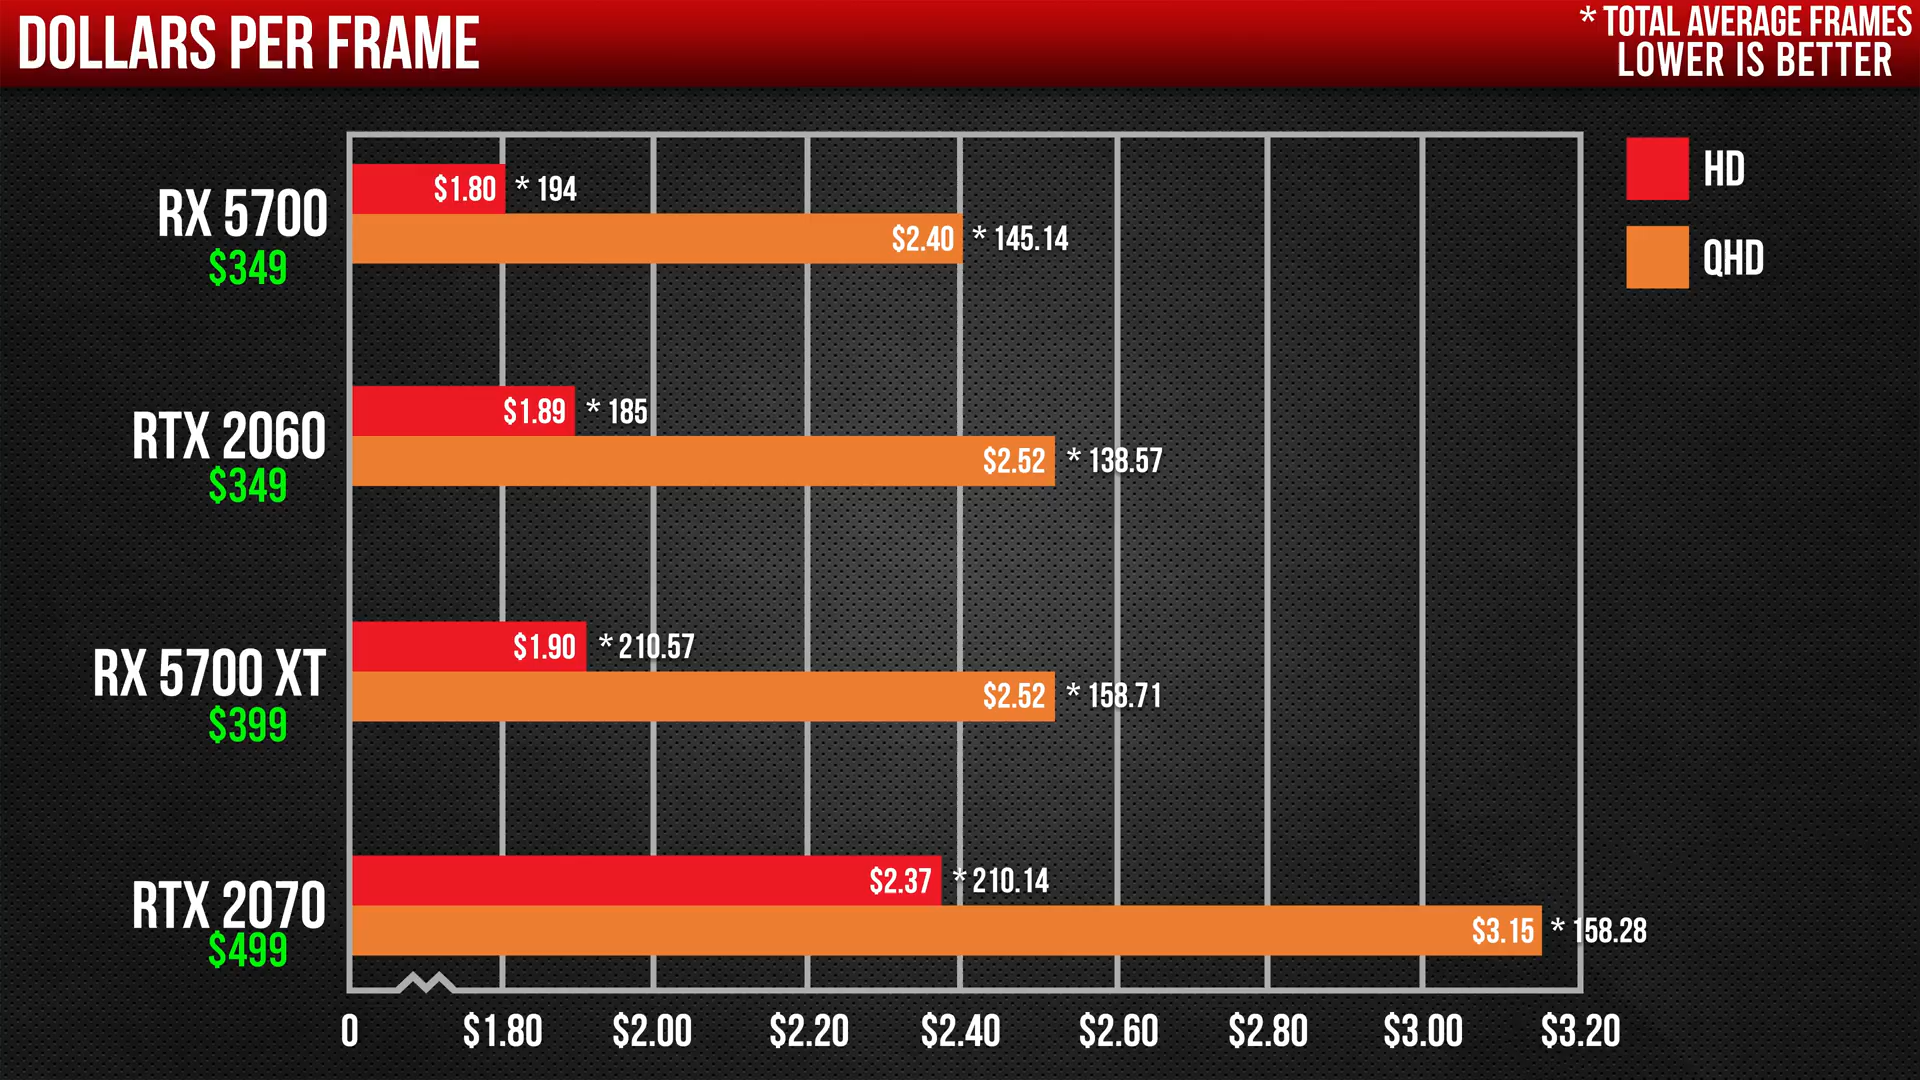 DOLLARS PER FRAME
* TOTAL AVERAGE FRAMES
LOWER IS BETTER
HD
QHD
RX 5700
$349
$1.80 * 194
$2.40 * 145.14
RTX 2060
$349
$1.89 * 185
$2.52 * 138.57
RX 5700 XT
$399
$1.90 * 210.57
$2.52 * 158.71
RTX 2070
$499
$2.37 * 210.14
$3.15 * 158.28
0 $1.80 $2.00 $2.20 $2.40 $2.60 $2.80 $3.00 $3.20